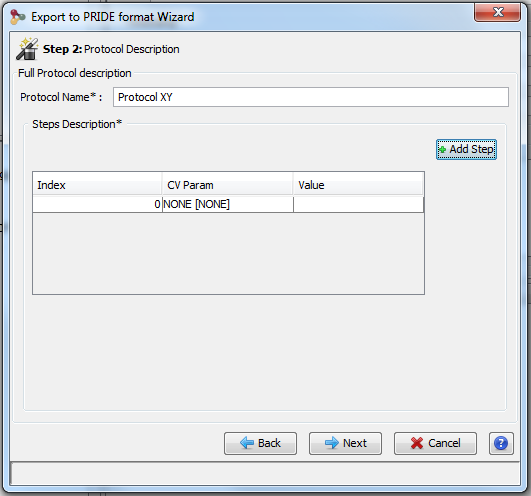 Export to PRIDE format Wizard
Step 2: Protocol Description
Full Protocol description
Protocol Name* : Protocol XY
Steps Description*
Add Step
Index CV Param Value
0 NONE [NONE]
Back Next Cancel ?